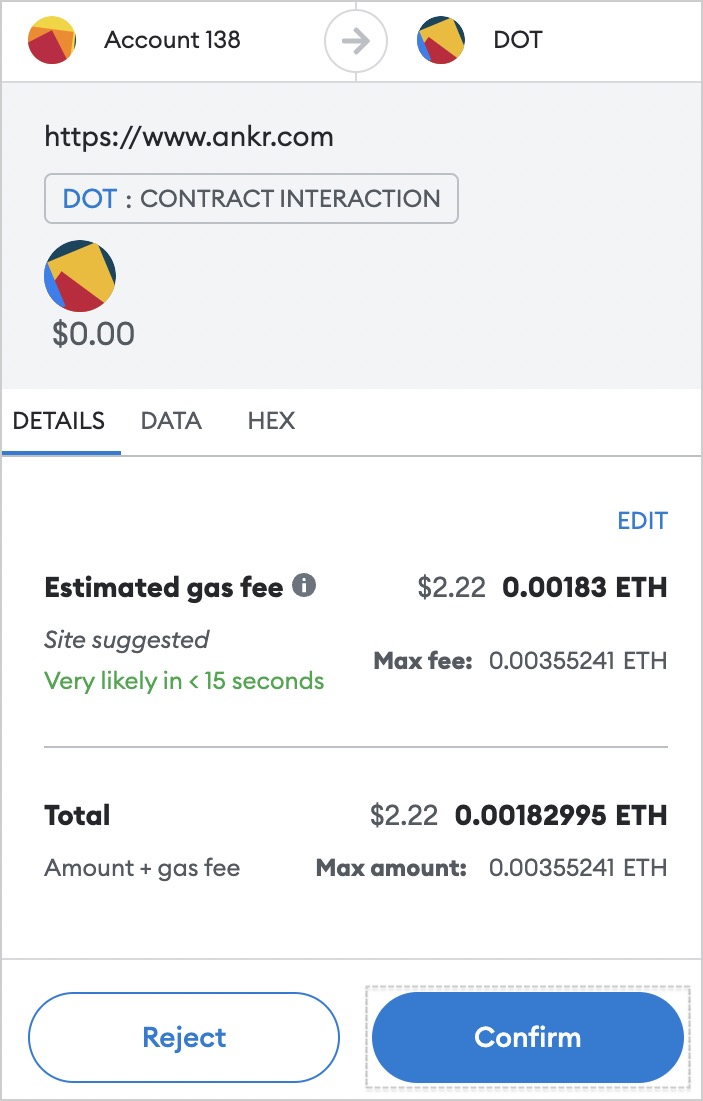 Account 138
DOT
https://www.ankr.com
DOT : CONTRACT INTERACTION
$0.00
DETAILS DATA HEX
EDIT
Estimated gas fee $2.22 0.00183 ETH
Site suggested
Max fee: 0.00355241 ETH
Very likely in < 15 seconds
Total $2.22 0.00182995 ETH
Amount + gas fee Max amount: 0.00355241 ETH
Reject Confirm